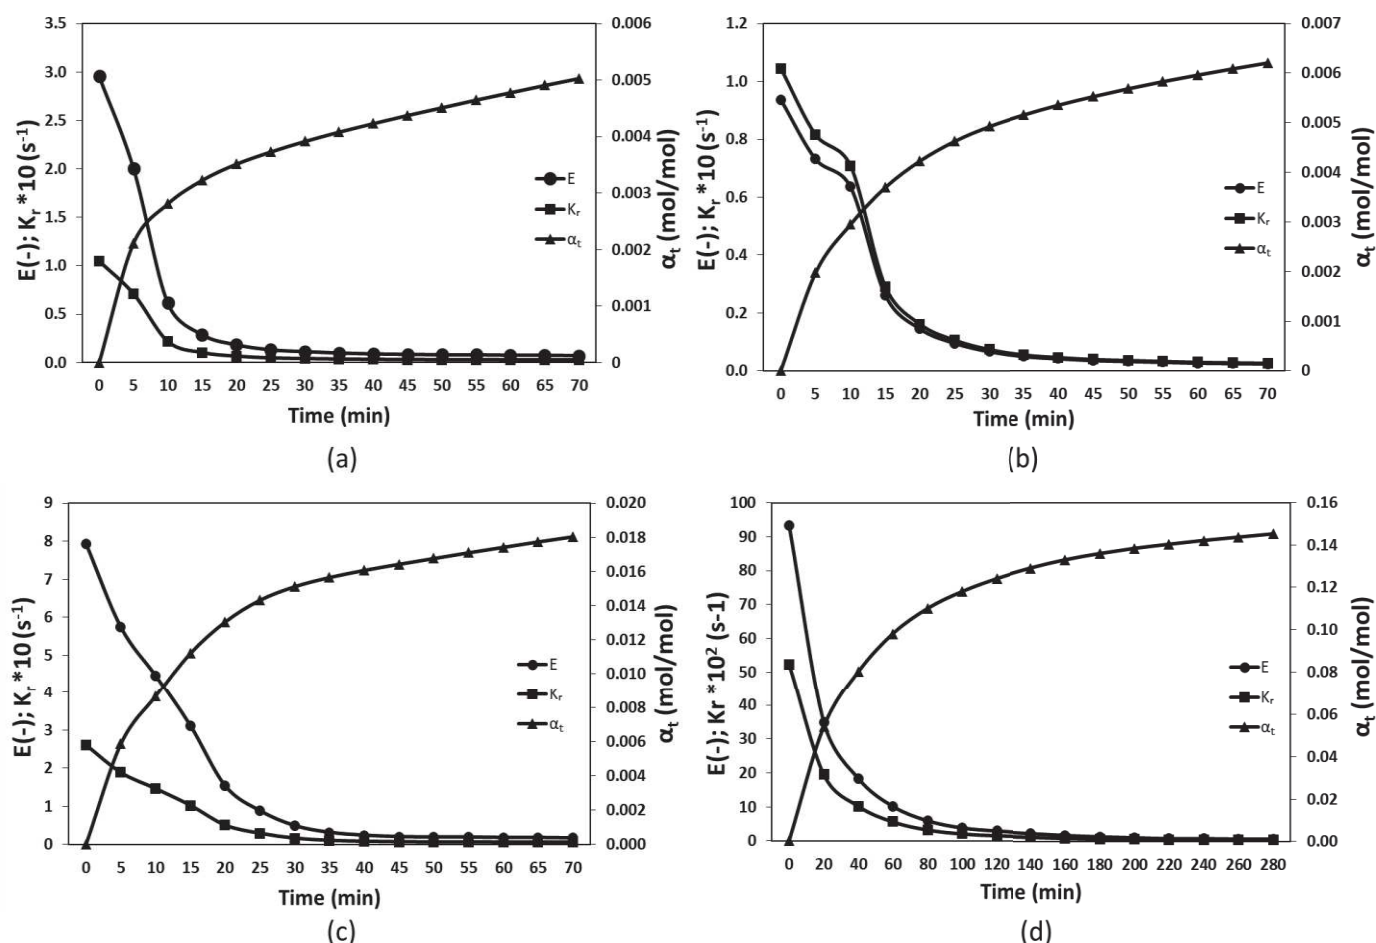 3.5
3.0
2.5
2.0
1.5
1.0
0.5
0.0
E(-); Kr *10 (s-1)
0.006
0.005
0.004
0.003
0.002
0.001
0
αt (mol/mol)
E
Kr
αt
0 5 10 15 20 25 30 35 40 45 50 55 60 65 70
Time (min)
(a)
1.2
1.0
0.8
0.6
0.4
0.2
0.0
E(-); Kr *10 (s-1)
0.007
0.006
0.005
0.004
0.003
0.002
0.001
0
αt (mol/mol)
E
Kr
αt
0 5 10 15 20 25 30 35 40 45 50 55 60 65 70
Time (min)
(b)
9
8
7
6
5
4
3
2
1
0
E(-); Kr*10 (s-1)
0.020
0.018
0.016
0.014
0.012
0.010
0.008
0.006
0.004
0.002
0.000
αt (mol/mol)
E
Kr
αt
0 5 10 15 20 25 30 35 40 45 50 55 60 65 70
Time (min)
(c)
100
90
80
70
60
50
40
30
20
10
0
E(-); Kr *102 (s-1)
0.16
0.14
0.12
0.10
0.08
0.06
0.04
0.02
0.00
αt (mol/mol)
E
Kr
αt
0 20 40 60 80 100 120 140 160 180 200 220 240 260 280
Time (min)
(d)